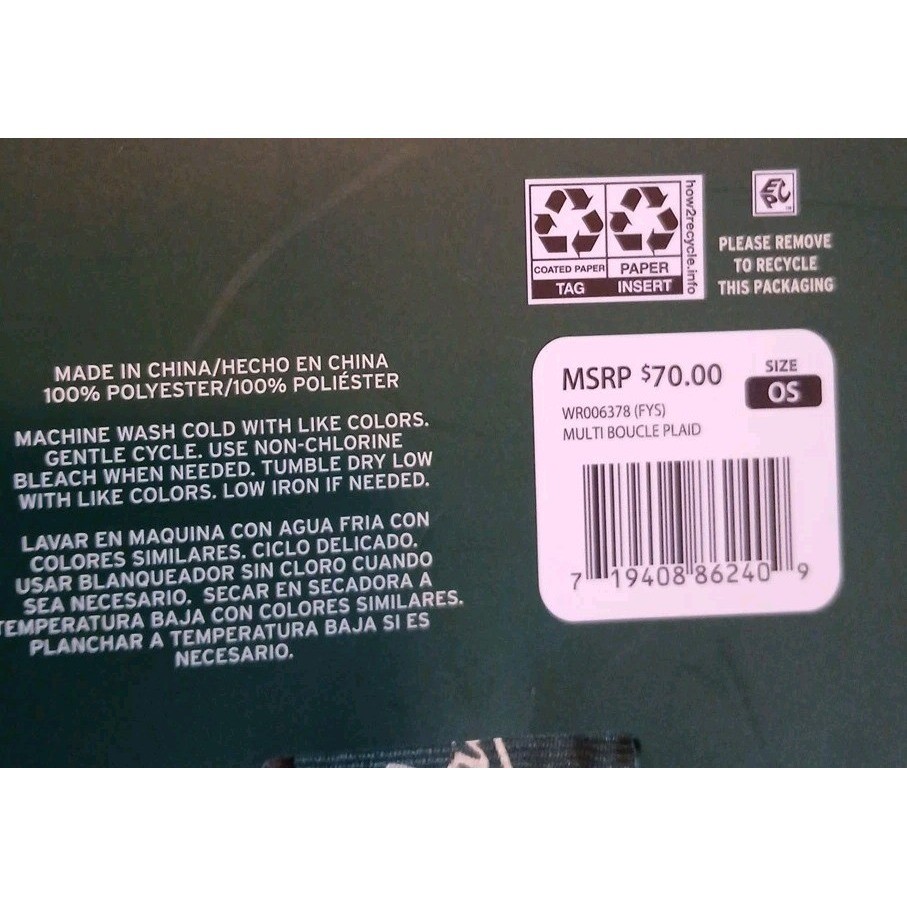 MADE IN CHINA/HECHO EN CHINA
100% POLYESTER/100% POLIÉSTER
MACHINE WASH COLD WITH LIKE COLORS.
GENTLE CYCLE. USE NON-CHLORINE
BLEACH WHEN NEEDED. TUMBLE DRY LOW
WITH LIKE COLORS. LOW IRON IF NEEDED.
LAVAR EN MAQUINA CON AGUA FRIA CON
COLORES SIMILARES. CICLO DELICADO.
USAR BLANQUEADOR SIN CLORO CUANDO
SEA NECESARIO. SECAR EN SECADORA A
TEMPERATURA BAJA CON COLORES SIMILARES.
PLANCHAR A TEMPERATURA BAJA SI ES
NECESARIO.
COATED PAPER
TAG
PAPER
INSERT
how2recycle.info
PLEASE REMOVE
TO RECYCLE
THIS PACKAGING
MSRP $70.00
SIZE
OS
WR006378 (FYS)
MULTI BOUCLE PLAID
7 19408 86240 9